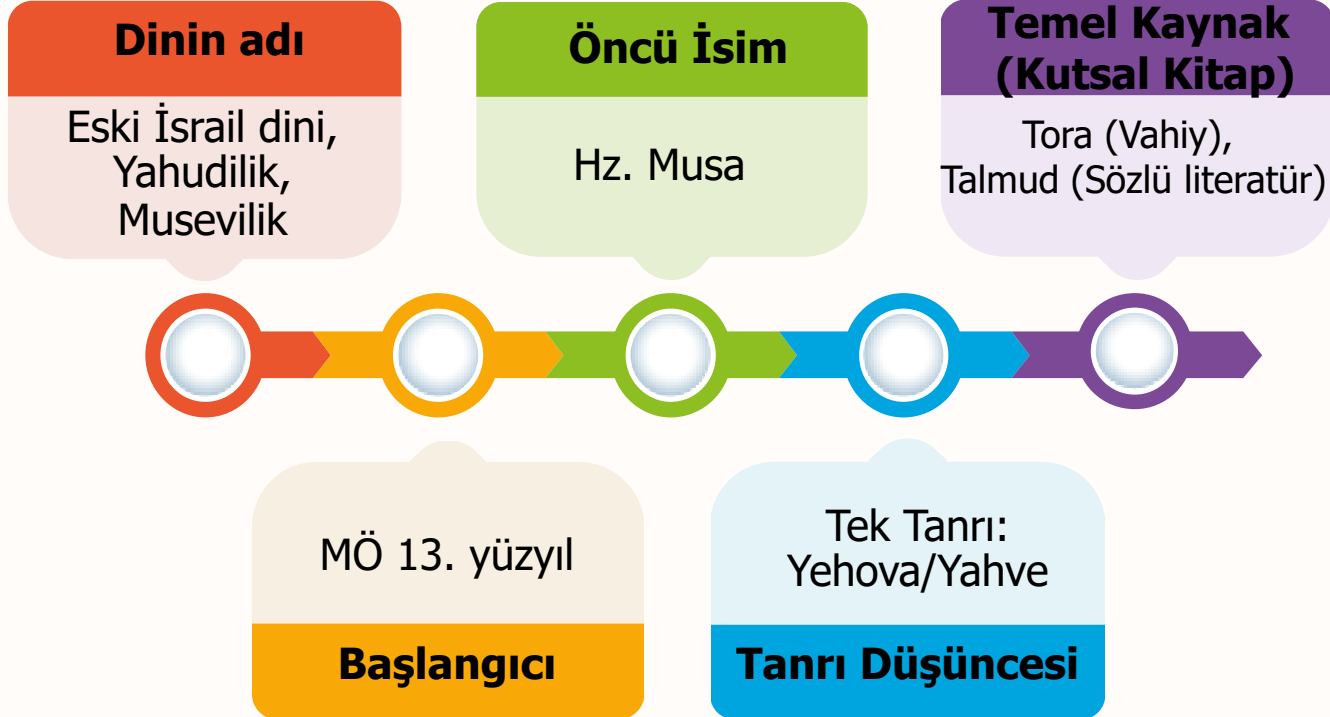 Dinin adı
Eski İsrail dini,
Yahudilik,
Musevilik
MÖ 13. yüzyıl
Başlangıcı
Öncü İsim
Hz. Musa
Tek Tanrı:
Yehova/Yahve
Tanrı Düşüncesi
Temel Kaynak
(Kutsal Kitap)
Tora (Vahiy),
Talmud (Sözlü literatür)